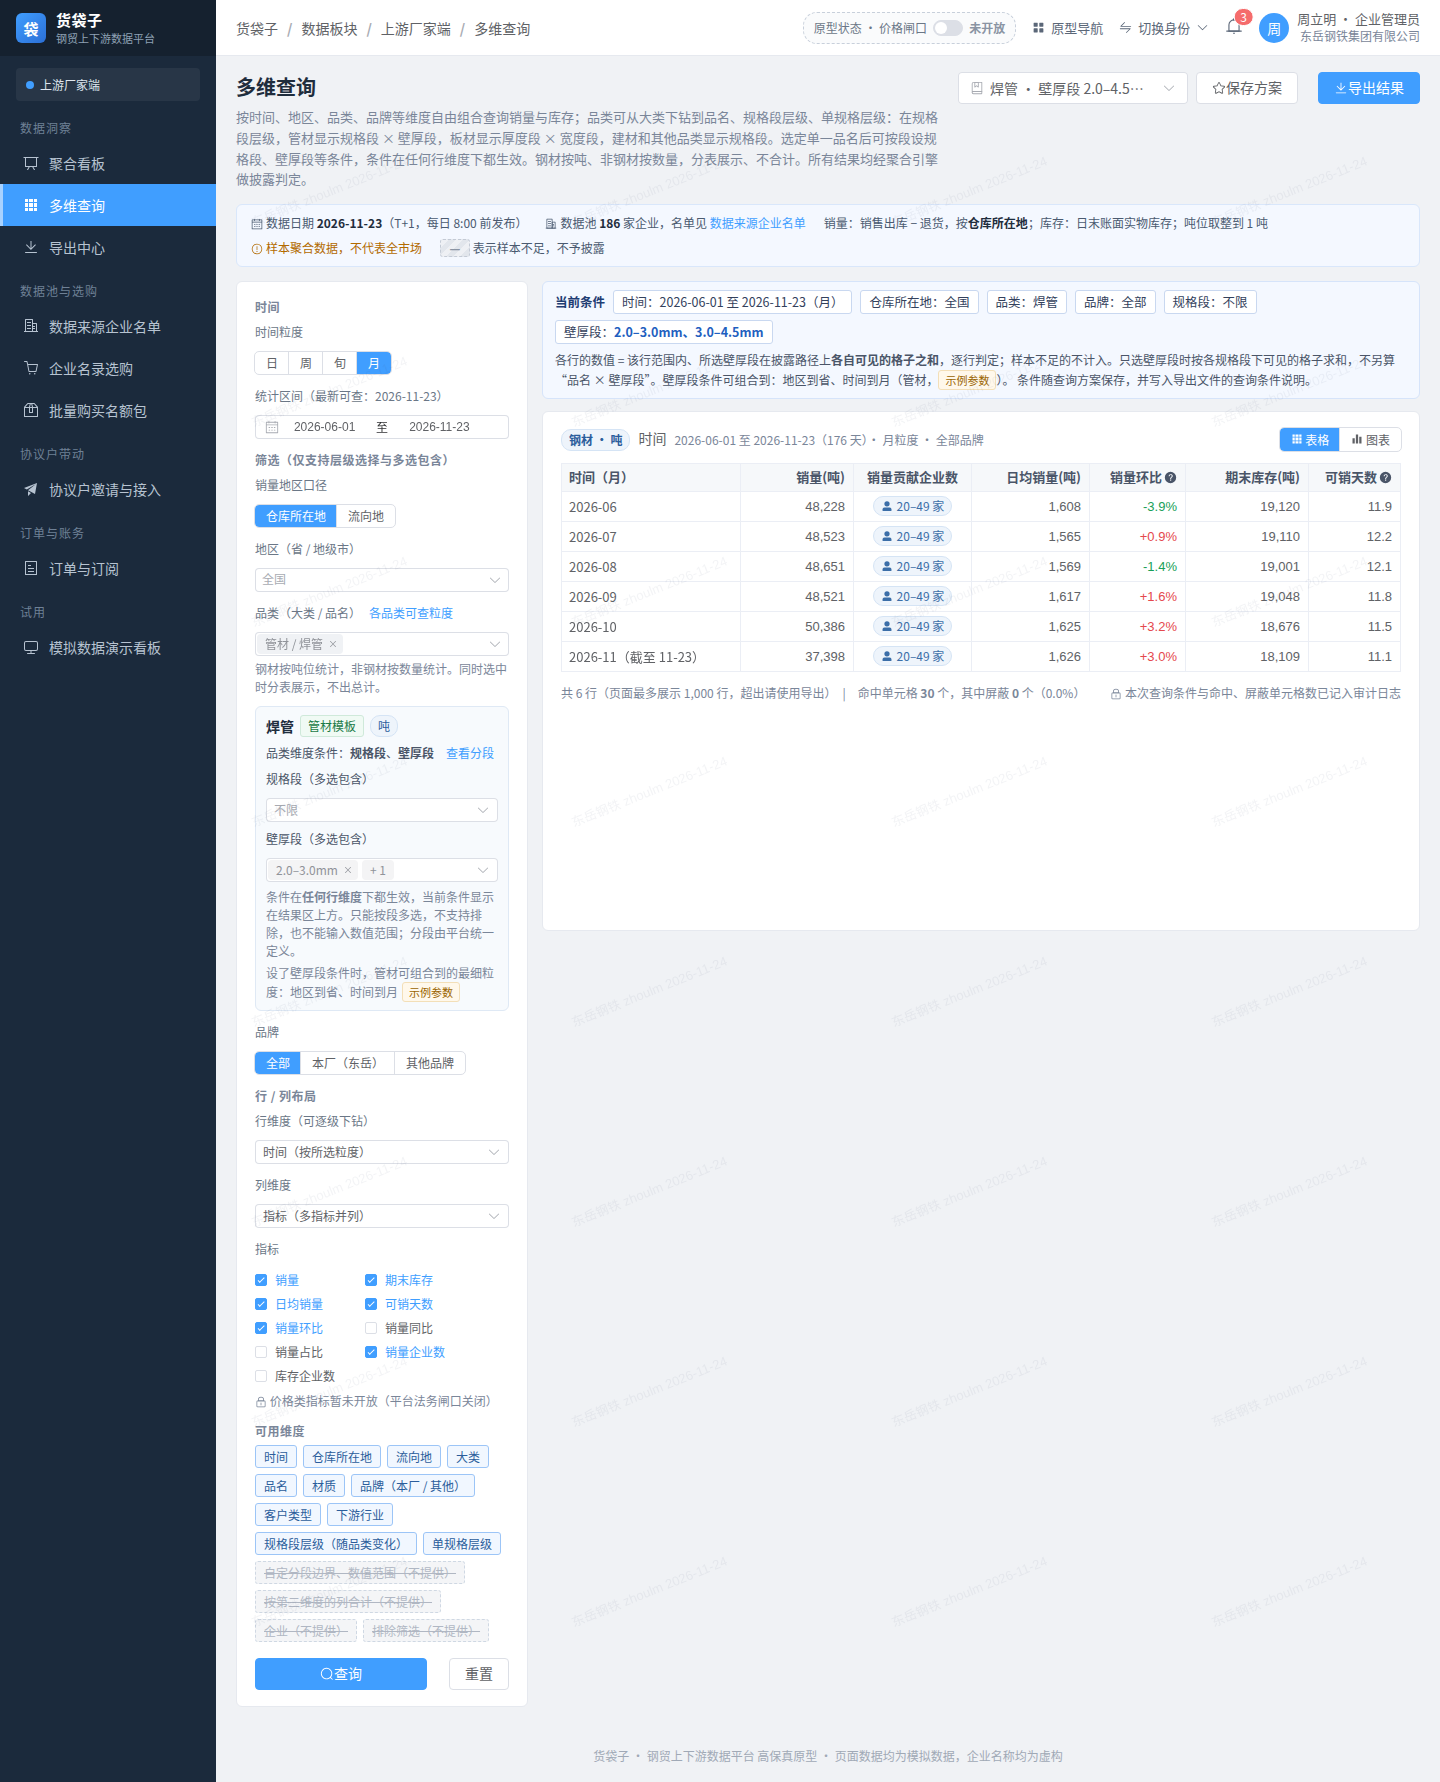 袋 货袋子
钢贸上下游数据平台
上游厂家端
数据洞察
聚合看板
多维查询
导出中心
数据池与选购
数据来源企业名单
企业名录选购
批量购买名额包
协议户带动
协议户邀请与接入
订单与账务
订单与订阅
试用
模拟数据演示看板
货袋子 / 数据板块 / 上游厂家端 / 多维查询
原型状态 · 价格闸口 未开放
原型导航
切换身份
3
周
周立明 · 企业管理员
东岳钢铁集团有限公司
多维查询
焊管 · 壁厚段 2.0–4.5…
保存方案
导出结果
按时间、地区、品类、品牌等维度自由组合查询销量与库存；品类可从大类下钻到品名、规格段层级、单规格层级：在规格
段层级，管材显示规格段 × 壁厚段，板材显示厚度段 × 宽度段，建材和其他品类显示规格段。选定单一品名后可按段设规
格段、壁厚段等条件，条件在任何行维度下都生效。钢材按吨、非钢材按数量，分表展示、不合计。所有结果均经聚合引擎
做披露判定。
数据日期 2026-11-23（T+1，每日 8:00 前发布） 数据池 186 家企业，名单见 数据来源企业名单 销量：销售出库 − 退货，按仓库所在地；库存：日末账面实物库存；吨位取整到 1 吨
样本聚合数据，不代表全市场 — 表示样本不足，不予披露
时间
时间粒度
日 周 旬 月
统计区间（最新可查：2026-11-23）
2026-06-01 至 2026-11-23
筛选（仅支持层级选择与多选包含）
销量地区口径
仓库所在地 流向地
地区（省 / 地级市）
全国
品类（大类 / 品名） 各品类可查粒度
管材 / 焊管 ×
钢材按吨位统计，非钢材按数量统计。同时选中
时分表展示，不出总计。
焊管 管材模板 吨
品类维度条件：规格段、壁厚段 查看分段
规格段（多选包含）
不限
壁厚段（多选包含）
2.0–3.0mm × + 1
条件在任何行维度下都生效，当前条件显示
在结果区上方。只能按段多选，不支持排
除，也不能输入数值范围；分段由平台统一
定义。
设了壁厚段条件时，管材可组合到的最细粒
度：地区到省、时间到月 示例参数
品牌
全部 本厂（东岳） 其他品牌
行 / 列布局
行维度（可逐级下钻）
时间（按所选粒度）
列维度
指标（多指标并列）
指标
销量 期末库存
日均销量 可销天数
销量环比 销量同比
销量占比 销量企业数
库存企业数
价格类指标暂未开放（平台法务闸口关闭）
可用维度
时间 仓库所在地 流向地 大类
品名 材质 品牌（本厂 / 其他）
客户类型 下游行业
规格段层级（随品类变化） 单规格层级
自定分段边界、数值范围（不提供）
按第二维度的列合计（不提供）
企业（不提供） 排除筛选（不提供）
查询 重置
当前条件 时间：2026-06-01 至 2026-11-23（月） 仓库所在地：全国 品类：焊管 品牌：全部 规格段：不限
壁厚段：2.0–3.0mm、3.0–4.5mm
各行的数值 = 该行范围内、所选壁厚段在披露路径上各自可见的格子之和，逐行判定；样本不足的不计入。只选壁厚段时按各规格段下可见的格子求和，不另算
“品名 × 壁厚段”。壁厚段条件可组合到：地区到省、时间到月（管材，示例参数）。条件随查询方案保存，并写入导出文件的查询条件说明。
钢材 · 吨 时间 2026-06-01 至 2026-11-23（176 天）· 月粒度 · 全部品牌
表格 图表
时间（月） 销量(吨) 销量贡献企业数 日均销量(吨) 销量环比 期末库存(吨) 可销天数
2026-06 48,228 20–49 家 1,608 -3.9% 19,120 11.9
2026-07 48,523 20–49 家 1,565 +0.9% 19,110 12.2
2026-08 48,651 20–49 家 1,569 -1.4% 19,001 12.1
2026-09 48,521 20–49 家 1,617 +1.6% 19,048 11.8
2026-10 50,386 20–49 家 1,625 +3.2% 18,676 11.5
2026-11（截至 11-23） 37,398 20–49 家 1,626 +3.0% 18,109 11.1
共 6 行（页面最多展示 1,000 行，超出请使用导出） | 命中单元格 30 个，其中屏蔽 0 个（0.0%）
本次查询条件与命中、屏蔽单元格数已记入审计日志
东岳钢铁 zhoulm 2026-11-24
货袋子 · 钢贸上下游数据平台 高保真原型 · 页面数据均为模拟数据，企业名称均为虚构